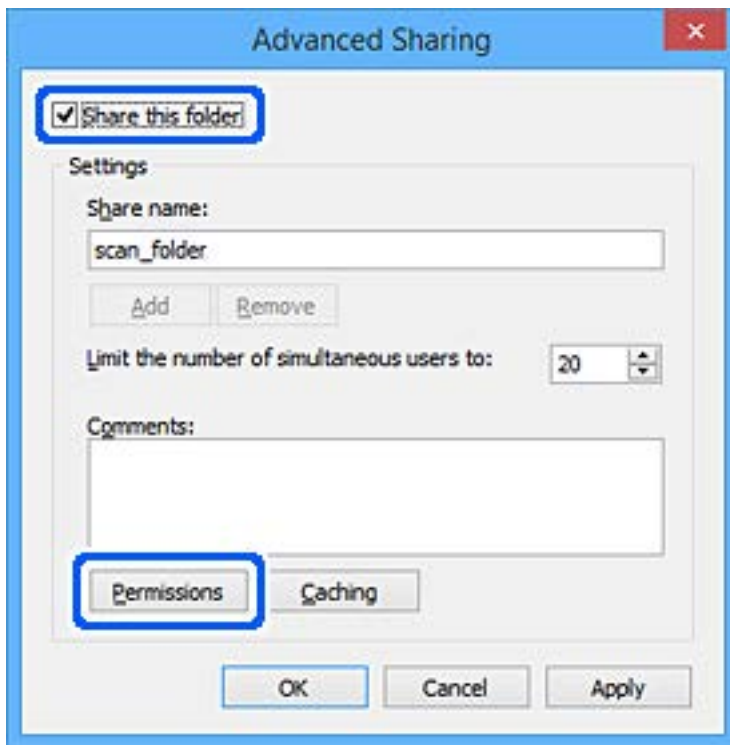 Advanced Sharing
Share this folder
Settings
Share name:
scan_folder
Add Remove
Limit the number of simultaneous users to: 20
Comments:
Permissions Caching
OK Cancel Apply